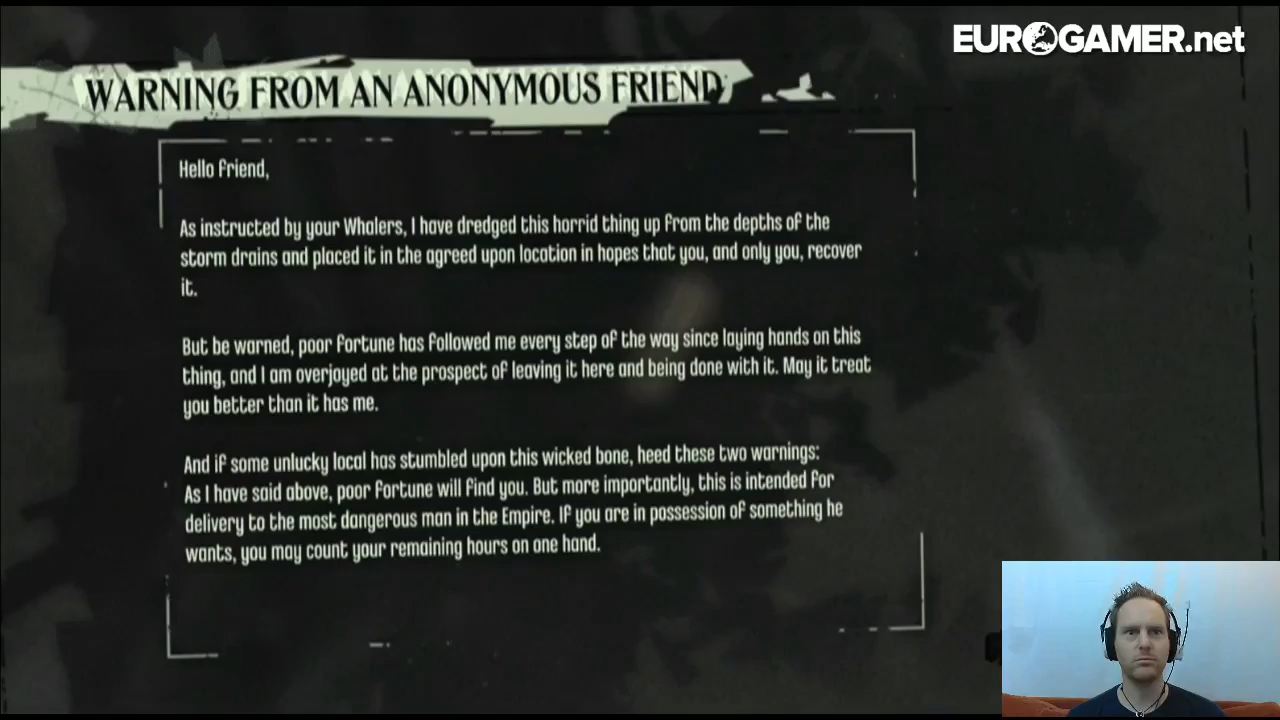 EUROGAMER.net
WARNING FROM AN ANONYMOUS FRIEND
Hello friend,
As instructed by your Whalers, I have dredged this horrid thing up from the depths of the
storm drains and placed it in the agreed upon location in hopes that you, and only you, recover
it.
But be warned, poor fortune has followed me every step of the way since laying hands on this
thing, and I am overjoyed at the prospect of leaving it here and being done with it. May it treat
you better than it has me.
And if some unlucky local has stumbled upon this wicked bone, heed these two warnings:
As I have said above, poor fortune will find you. But more importantly, this is intended for
delivery to the most dangerous man in the Empire. If you are in possession of something he
wants, you may count your remaining hours on one hand.